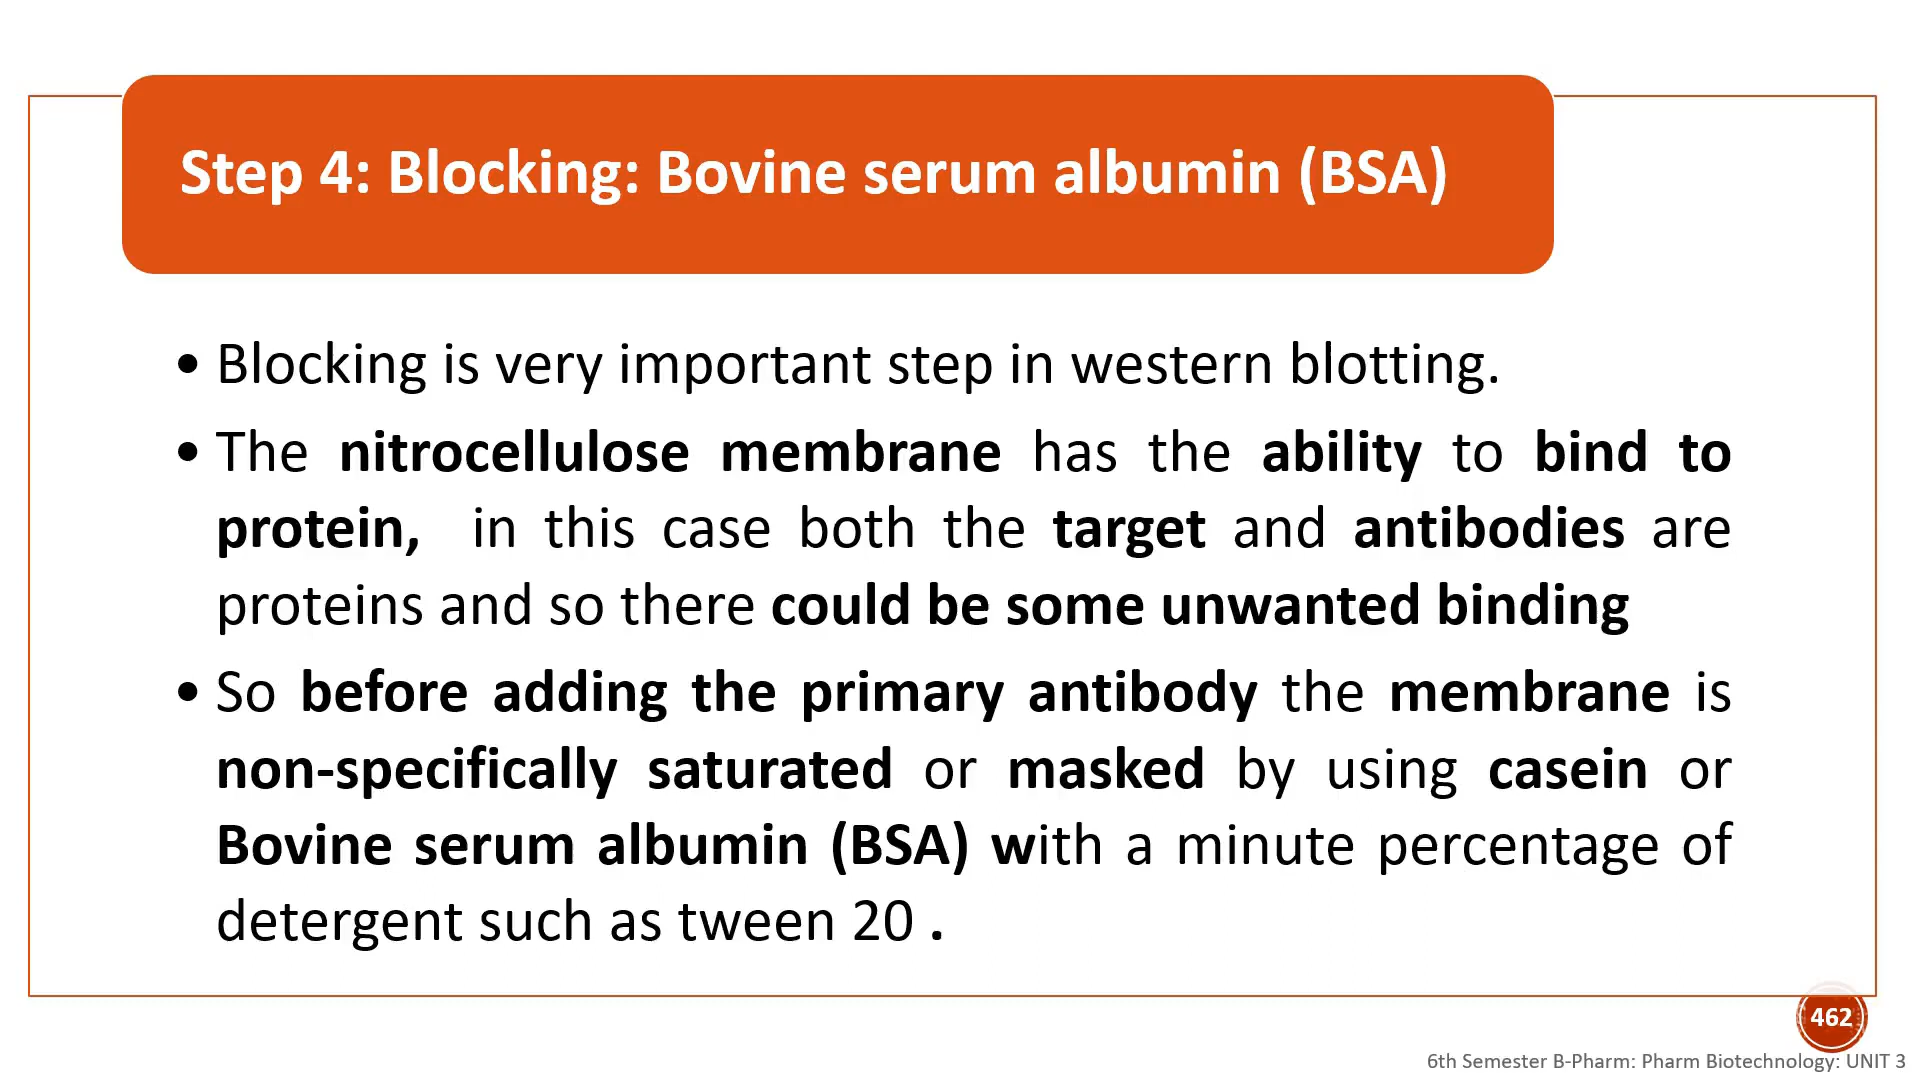 Step 4: Blocking: Bovine serum albumin (BSA)
• Blocking is very important step in western blotting.
• The nitrocellulose membrane has the ability to bind to
protein, in this case both the target and antibodies are
proteins and so there could be some unwanted binding
• So before adding the primary antibody the membrane is
non-specifically saturated or masked by using casein or
Bovine serum albumin (BSA) with a minute percentage of
detergent such as tween 20 .
462
6th Semester B-Pharm: Pharm Biotechnology: UNIT 3